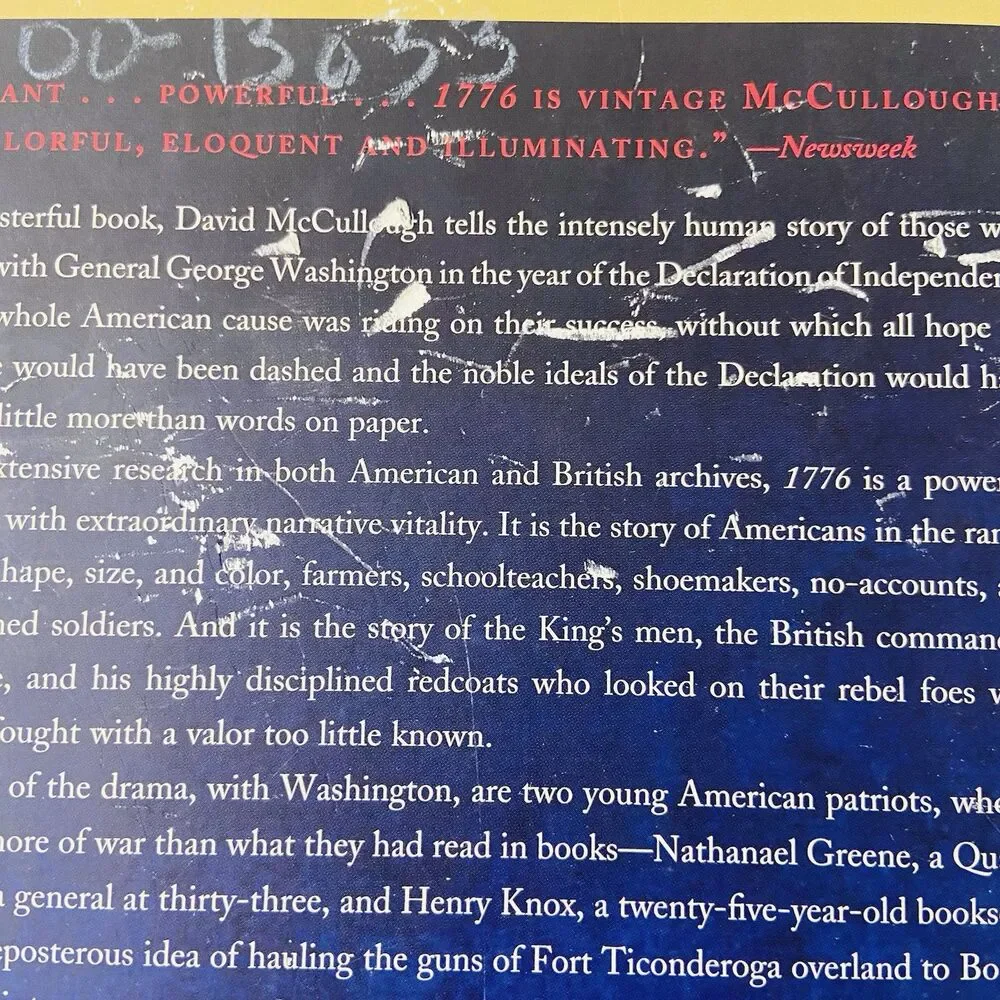 00-13633
ANT . . . POWERFUL . . . 1776 IS VINTAGE MCCULLOUGH
LORFUL, ELOQUENT AND ILLUMINATING.” —Newsweek
sterful book, David McCullough tells the intensely human story of those w
with General George Washington in the year of the Declaration of Independen
whole American cause was riding on their success, without which all hope
would have been dashed and the noble ideals of the Declaration would h
little more than words on paper.
xtensive research in both American and British archives, 1776 is a power
with extraordinary narrative vitality. It is the story of Americans in the ran
hape, size, and color, farmers, schoolteachers, shoemakers, no-accounts,
ned soldiers. And it is the story of the King’s men, the British comman
e, and his highly disciplined redcoats who looked on their rebel foes w
ought with a valor too little known.
of the drama, with Washington, are two young American patriots, who
nore of war than what they had read in books—Nathanael Greene, a Qu
a general at thirty-three, and Henry Knox, a twenty-five-year-old books
eposterous idea of hauling the guns of Fort Ticonderoga overland to Bo